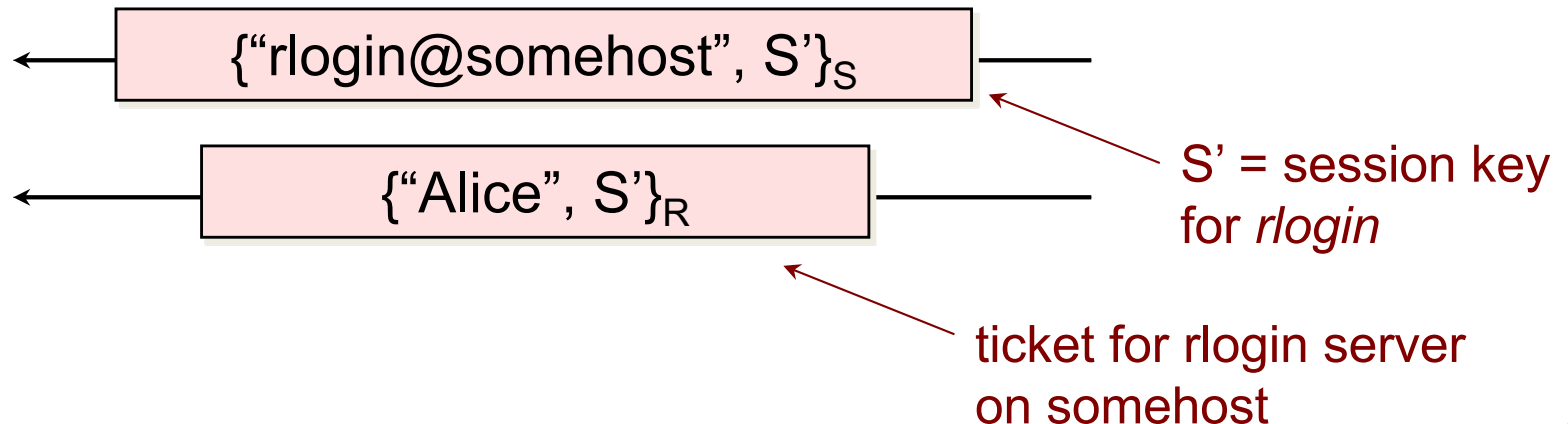 {“rlogin@somehost”, S’}S
{“Alice”, S’}R
S’ = session key
for rlogin
ticket for rlogin server
on somehost